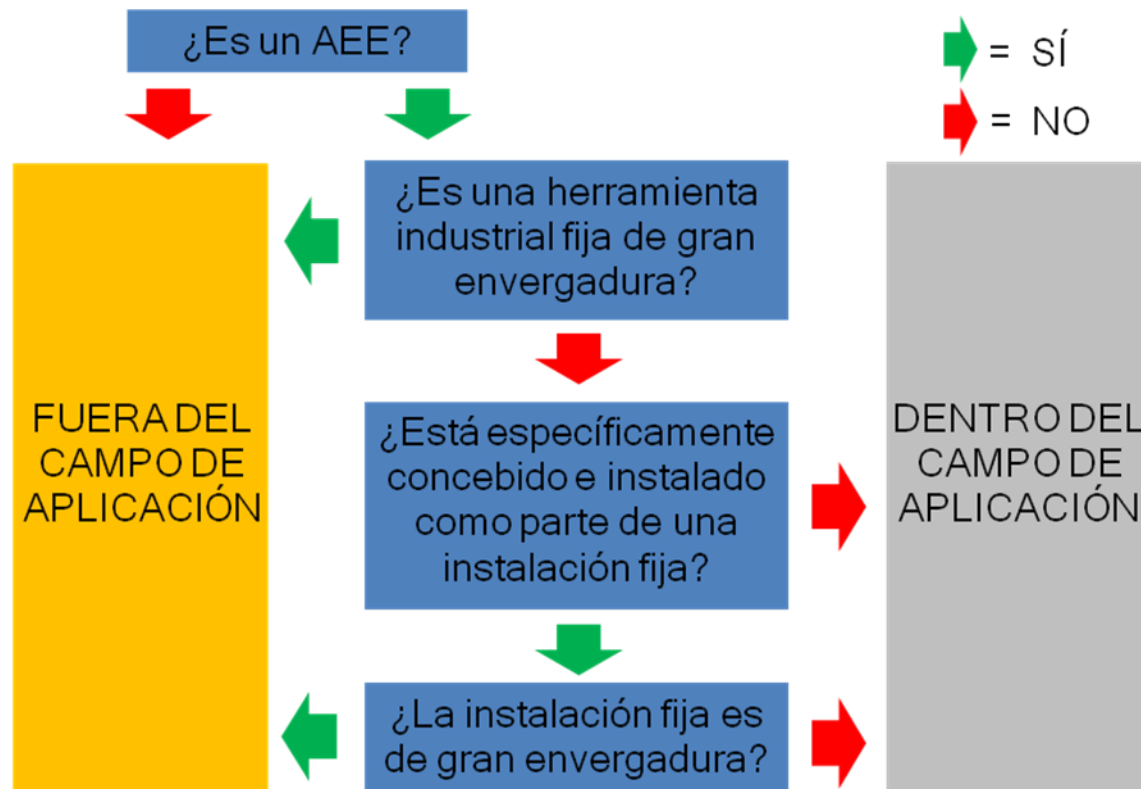 ¿Es un AEE?
= SÍ
= NO
¿Es una herramienta
industrial fija de gran
envergadura?
FUERA DEL
CAMPO DE
APLICACIÓN
¿Está específicamente
concebido e instalado
como parte de una
instalación fija?
DENTRO DEL
CAMPO DE
APLICACIÓN
¿La instalación fija es
de gran envergadura?